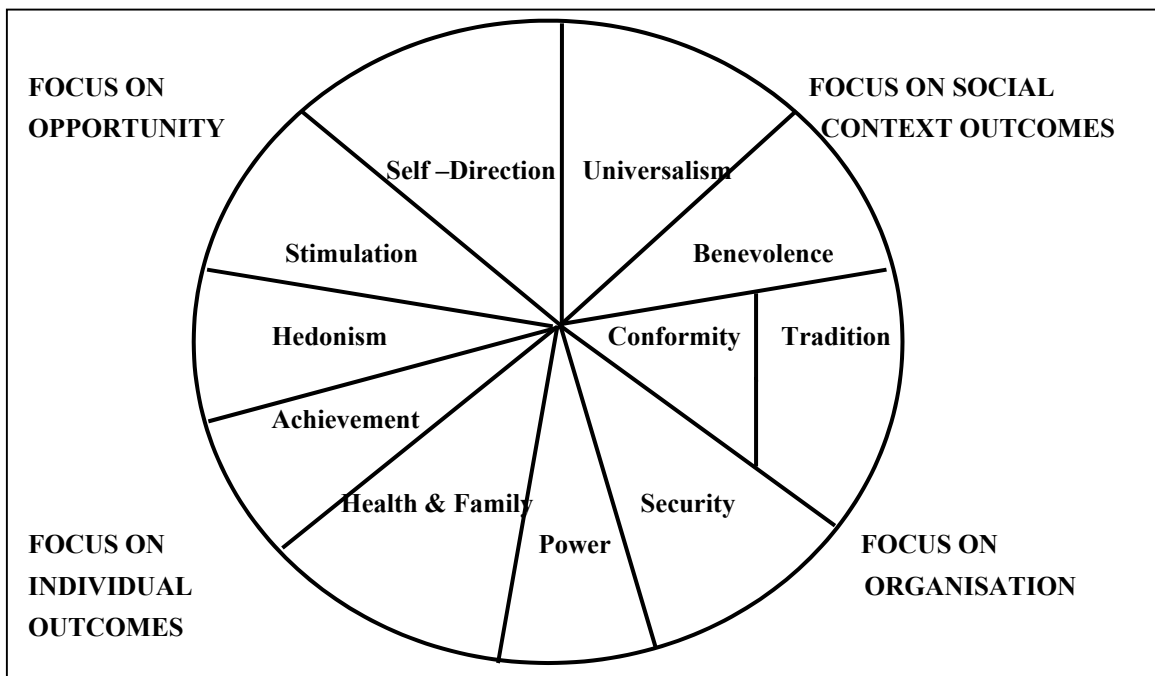 FOCUS ON
OPPORTUNITY
FOCUS ON SOCIAL
CONTEXT OUTCOMES
Self –Direction
Universalism
Stimulation
Benevolence
Hedonism
Conformity
Tradition
Achievement
Health & Family
Security
Power
FOCUS ON
INDIVIDUAL
OUTCOMES
FOCUS ON
ORGANISATION